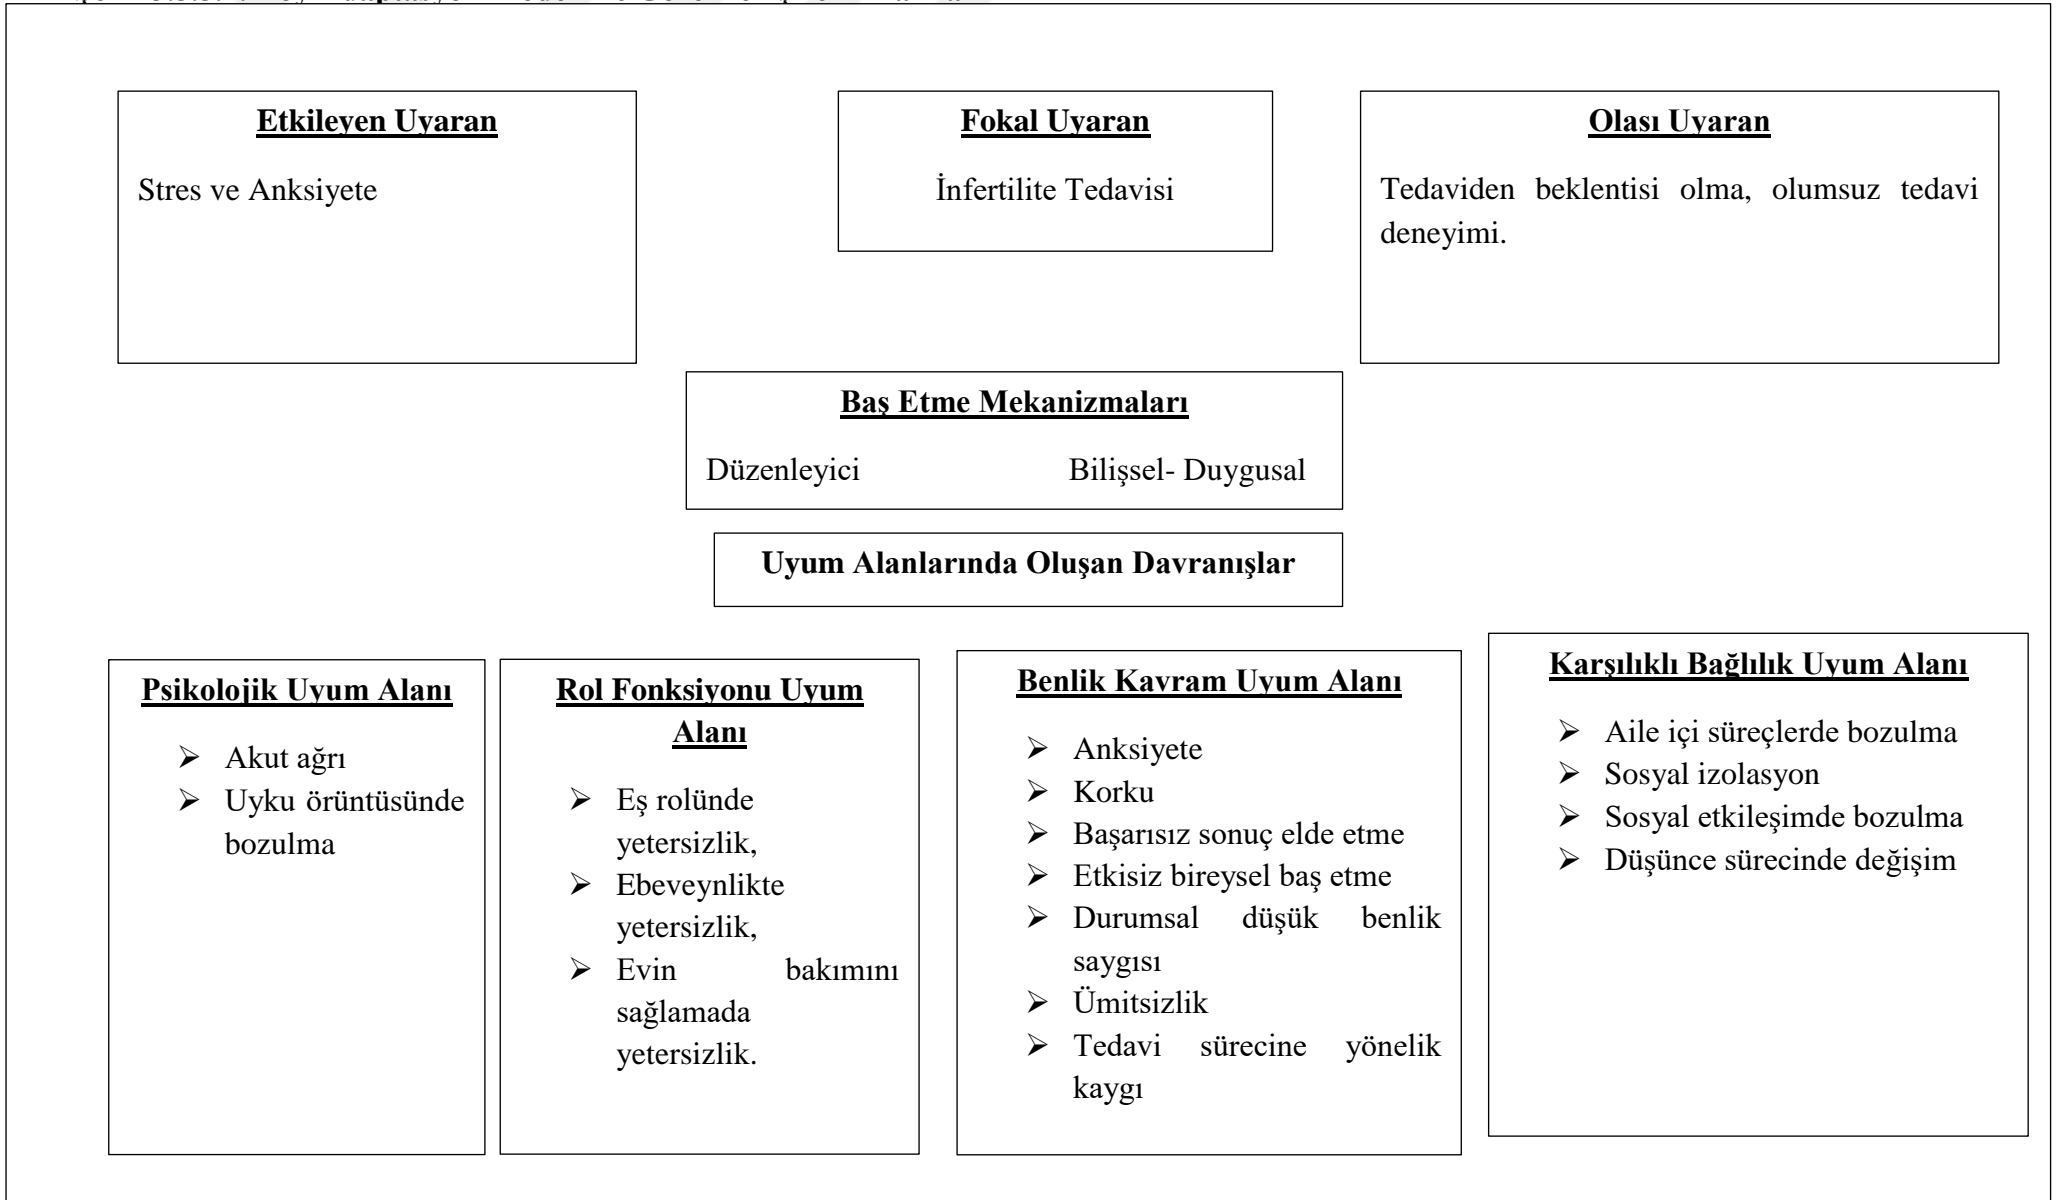 Etkileyen Uyaran
Stres ve Anksiyete
Fokal Uyaran
İnfertilite Tedavisi
Olası Uyaran
Tedaviden beklentisi olma, olumsuz tedavi
deneyimi.
Baş Etme Mekanizmaları
Düzenleyici Bilişsel- Duygusal
Uyum Alanlarında Oluşan Davranışlar
Psikolojik Uyum Alanı
➢ Akut ağrı
➢ Uyku örüntüsünde
bozulma
Rol Fonksiyonu Uyum
Alanı
➢ Eş rolünde
yetersizlik,
➢ Ebeveynlikte
yetersizlik,
➢ Evin bakımını
sağlamada
yetersizlik.
Benlik Kavram Uyum Alanı
➢ Anksiyete
➢ Korku
➢ Başarısız sonuç elde etme
➢ Etkisiz bireysel baş etme
➢ Durumsal düşük benlik
saygısı
➢ Ümitsizlik
➢ Tedavi sürecine yönelik
kaygı
Karşılıklı Bağlılık Uyum Alanı
➢ Aile içi süreçlerde bozulma
➢ Sosyal izolasyon
➢ Sosyal etkileşimde bozulma
➢ Düşünce sürecinde değişim